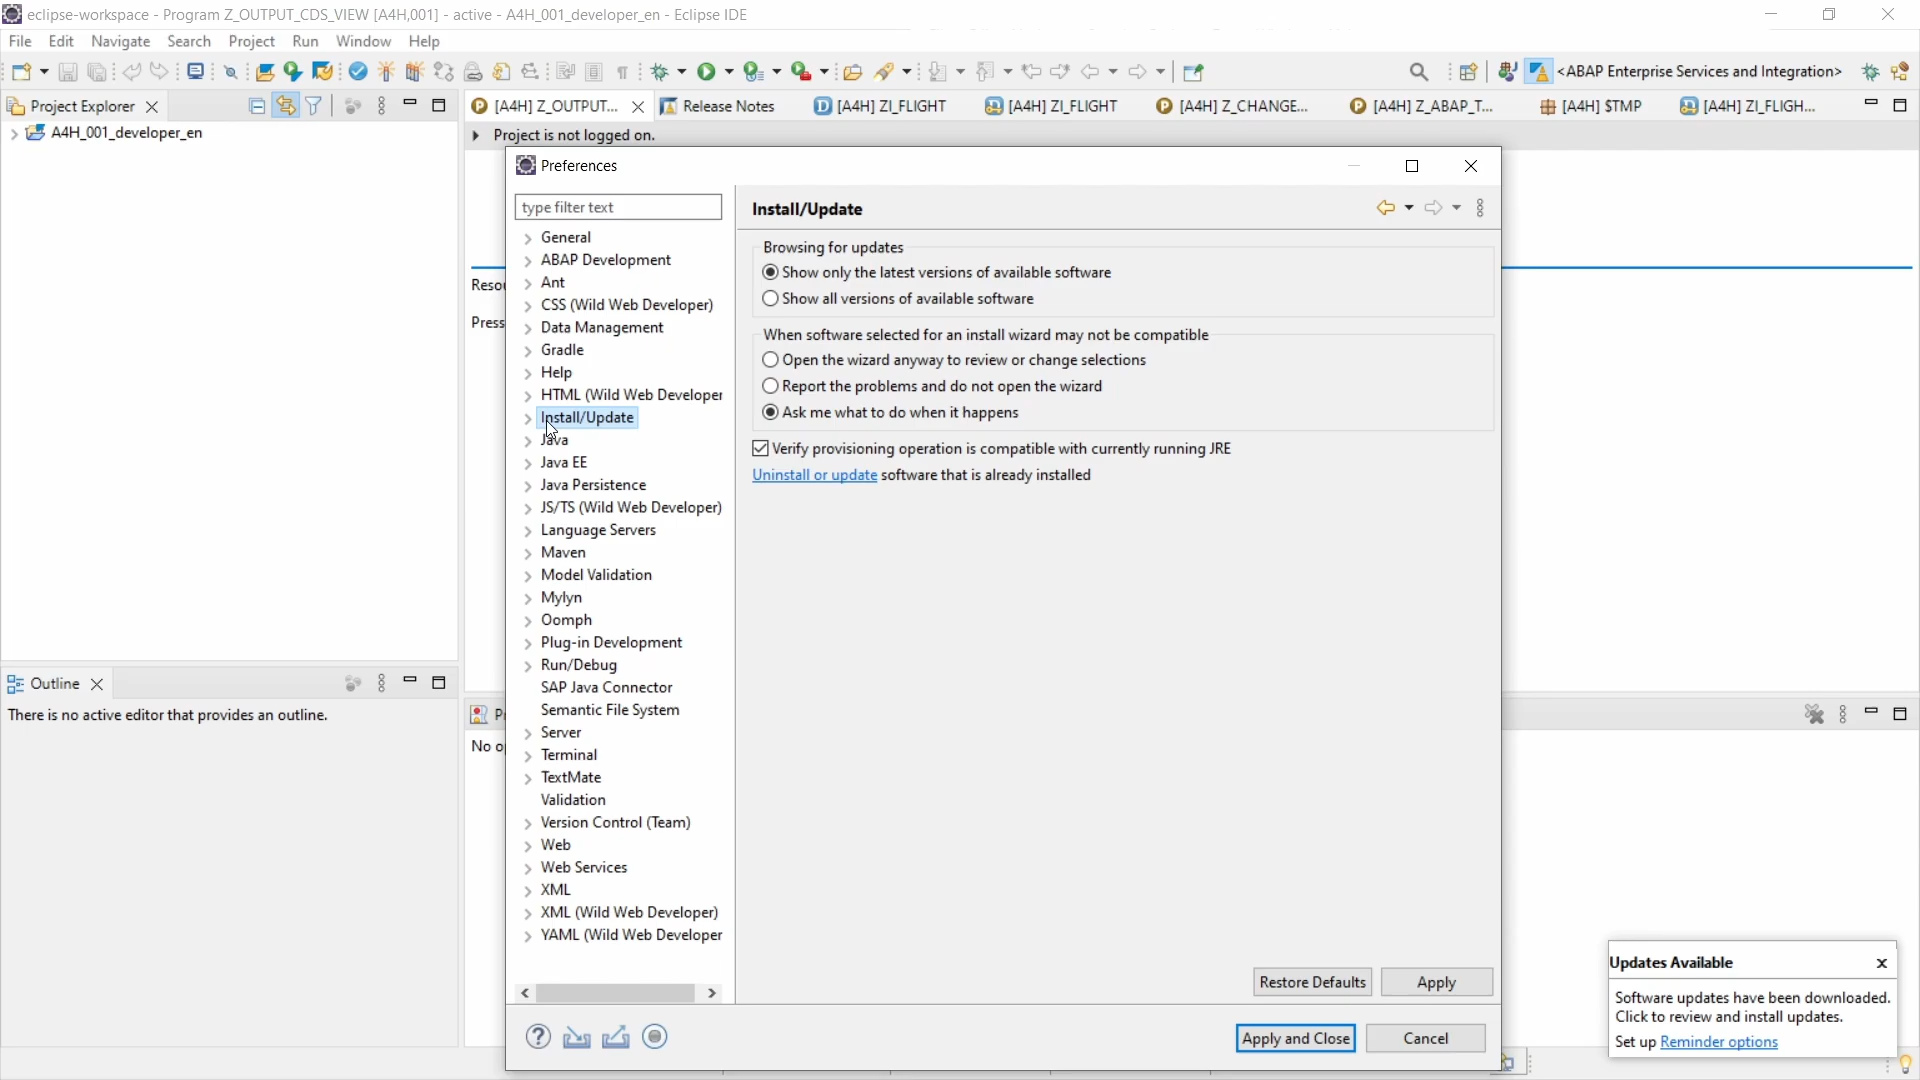 eclipse-workspace - Program Z_OUTPUT_CDS_VIEW [A4H,001] - active - A4H_001_developer_en - Eclipse IDE
File Edit Navigate Search Project Run Window Help
<ABAP Enterprise Services and Integration>
Project Explorer
[A4H] Z_OUTPUT... Release Notes [A4H] ZI_FLIGHT [A4H] ZI_FLIGHT [A4H] Z_CHANGE... [A4H] Z_ABAP_T... [A4H] $TMP [A4H] ZI_FLIGH...
A4H_001_developer_en
Project is not logged on.
Resou
Press
Preferences
type filter text
General
ABAP Development
Ant
CSS (Wild Web Developer)
Data Management
Gradle
Help
HTML (Wild Web Developer
Install/Update
Java
Java EE
Java Persistence
JS/TS (Wild Web Developer)
Language Servers
Maven
Model Validation
Mylyn
Oomph
Plug-in Development
Run/Debug
SAP Java Connector
Semantic File System
Server
Terminal
TextMate
Validation
Version Control (Team)
Web
Web Services
XML
XML (Wild Web Developer)
YAML (Wild Web Developer
Install/Update
Browsing for updates
Show only the latest versions of available software
Show all versions of available software
When software selected for an install wizard may not be compatible
Open the wizard anyway to review or change selections
Report the problems and do not open the wizard
Ask me what to do when it happens
Verify provisioning operation is compatible with currently running JRE
Uninstall or update software that is already installed
Restore Defaults Apply
Apply and Close Cancel
Outline
There is no active editor that provides an outline.
No o
Updates Available
Software updates have been downloaded.
Click to review and install updates.
Set up Reminder options